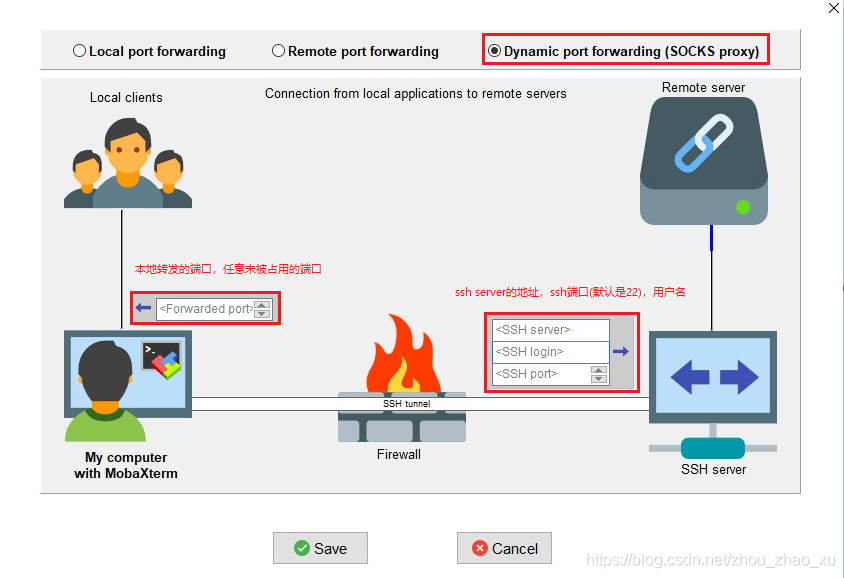 Local port forwarding
Remote port forwarding
Dynamic port forwarding (SOCKS proxy)
Local clients
Connection from local applications to remote servers
Remote server
本地转发的端口，任意未被占用的端口
<Forwarded port>
ssh server的地址，ssh端口(默认是22)，用户名
<SSH server>
<SSH login>
<SSH port>
>_
SSH tunnel
Firewall
My computer
with MobaXterm
SSH server
Save
Cancel
https://blog.csdn.net/zhou_zhao_xu